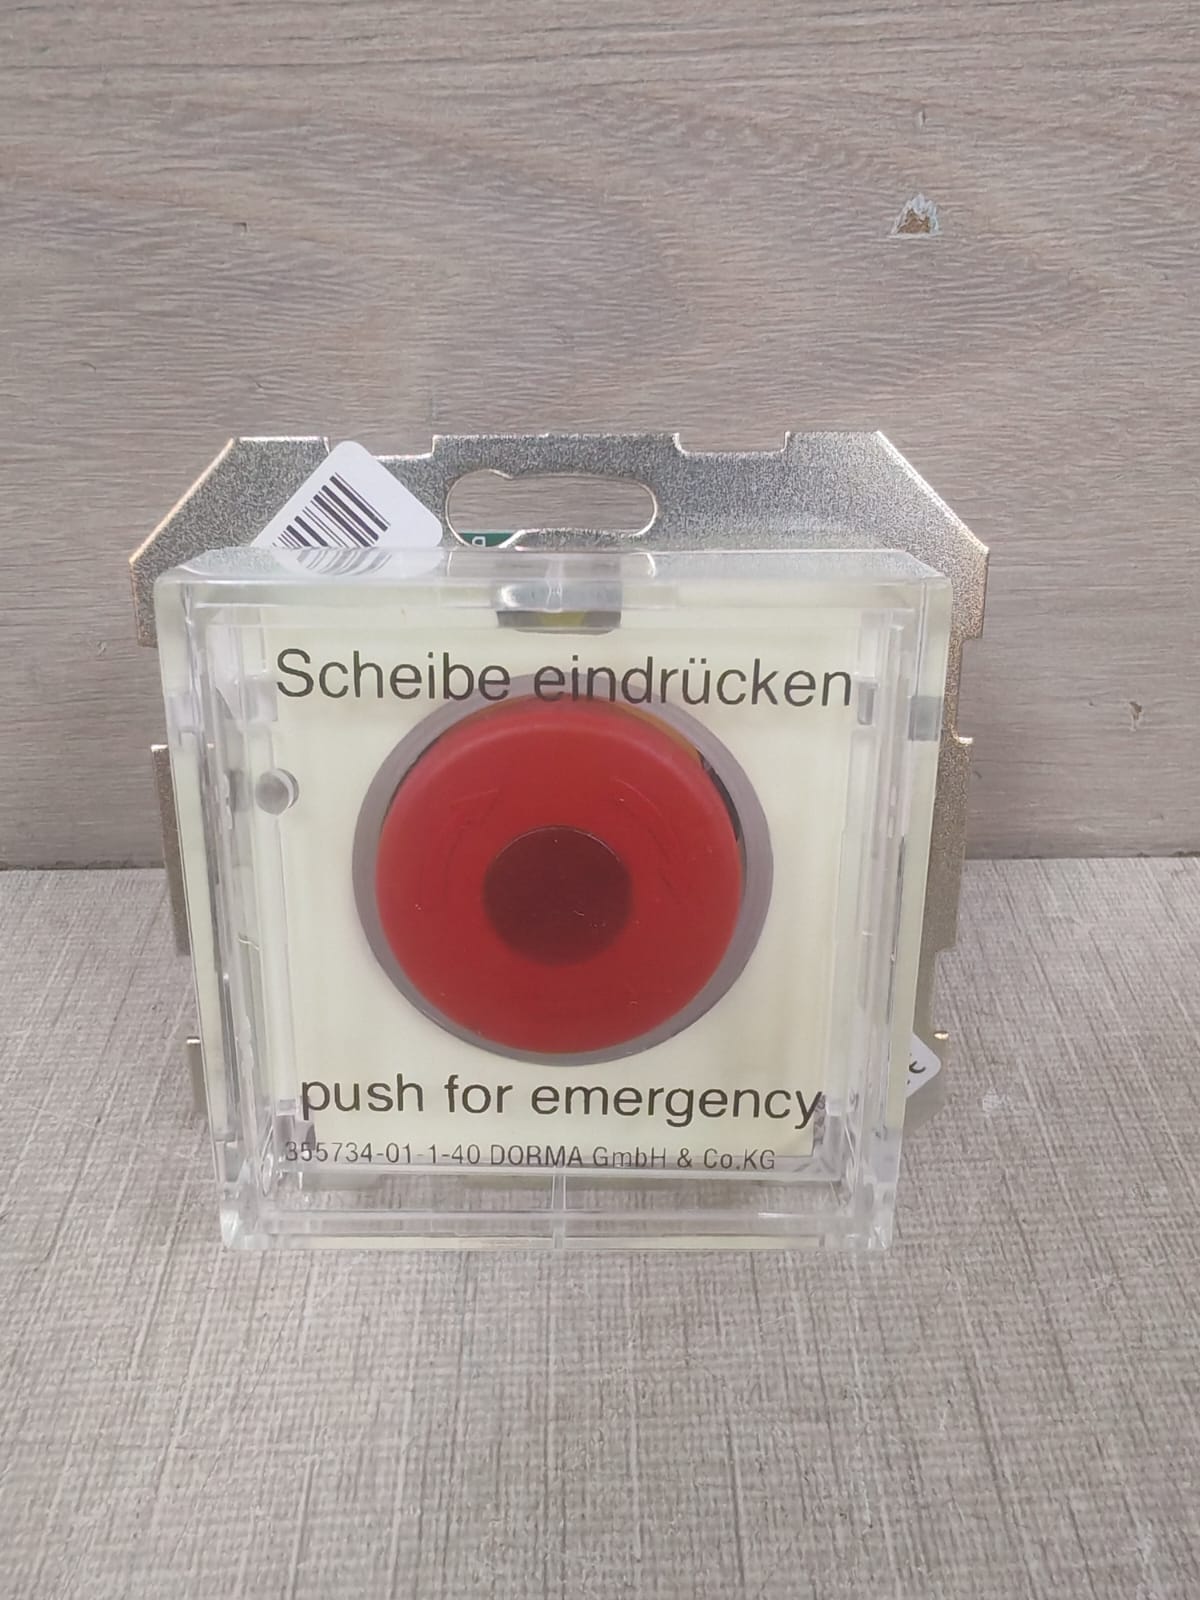 Scheibe eindrücken
push for emergency
355734-01-1-40 DORMA GmbH & Co.KG